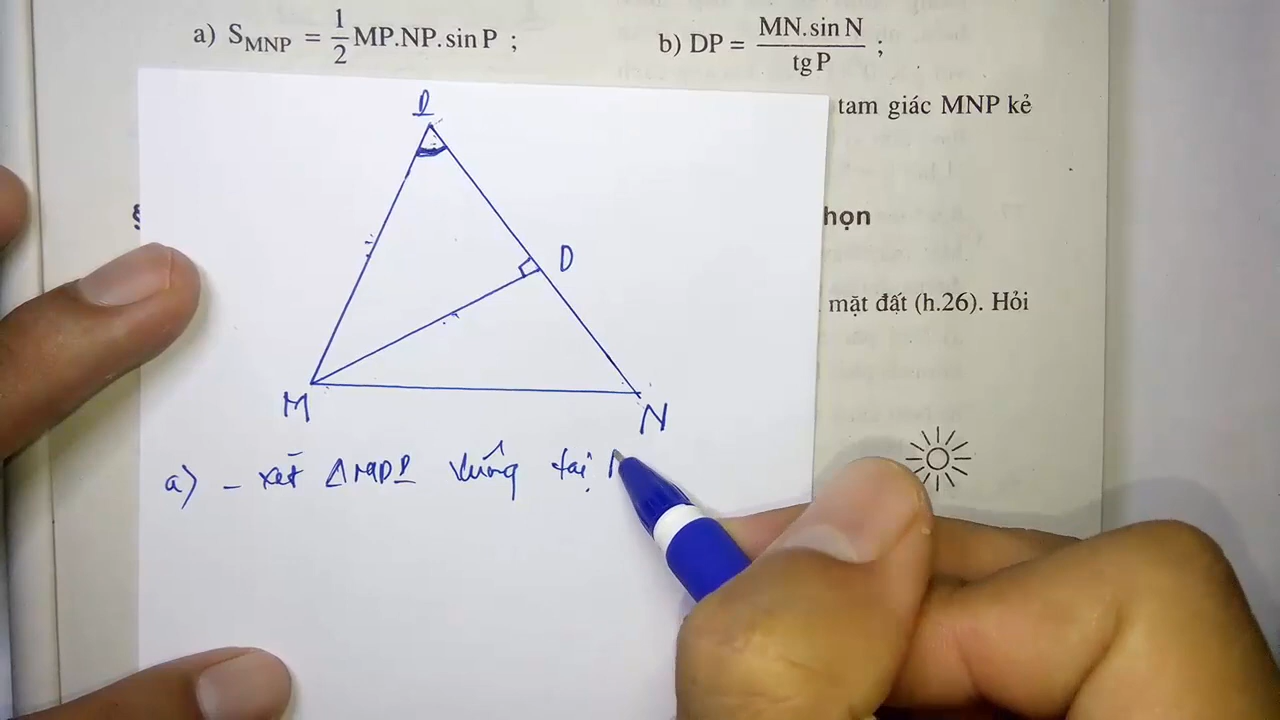 a) S_MNP = 1/2 MP.NP.sin P ;
b) DP = MN.sin N / tg P ;
tam giác MNP kẻ
P
D
họn
mặt đất (h.26). Hỏi
M
N
a) - xét ΔMDP vuông tại